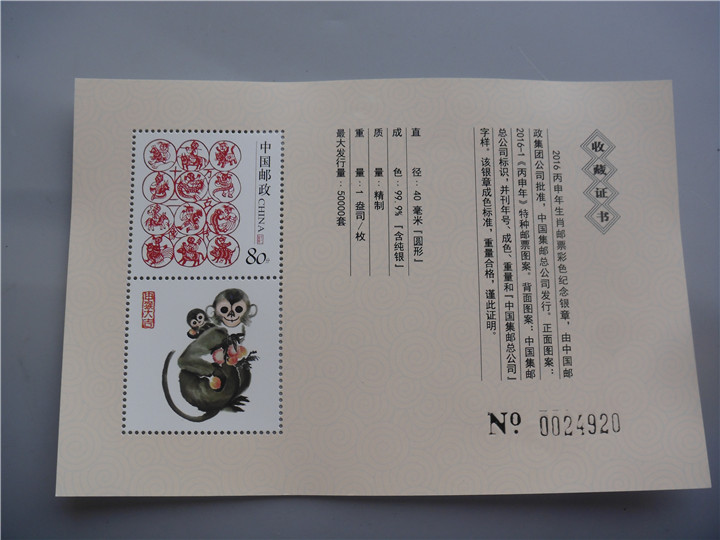 收藏证书
2016 丙申年生肖邮票彩色纪念银章，由中国邮
政集团公司批准，中国集邮总公司发行。正面图案：
2016-1《丙申年》特种邮票图案。背面图案：中国集邮
总公司标识，并刊年号、成色、重量和『中国集邮总公司』
字样。该银章成色标准，重量合格，谨此证明。
直 径：40 毫米『圆形』
成 色：99.9%『含纯银』
质 量：精制
重 量：1 盎司/枚
最大发行量：50000套
中国邮政 CHINA
80分
No 0024920